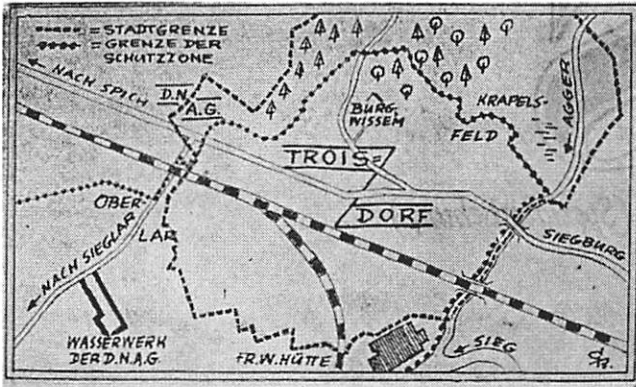 = STADTGRENZE
= GRENZE DER
SCHUTZZONE
NACH SPICH
D.N.
A.G.
BURG
WISSEM
KRAPELS-
FELD
AGGER
TROIS=
DORF
OBER-
LAR
NACH SIEGLAR
SIEGBURG
WASSERWERK
DER D.N.A.G.
FR.W.HÜTTE
SIEG